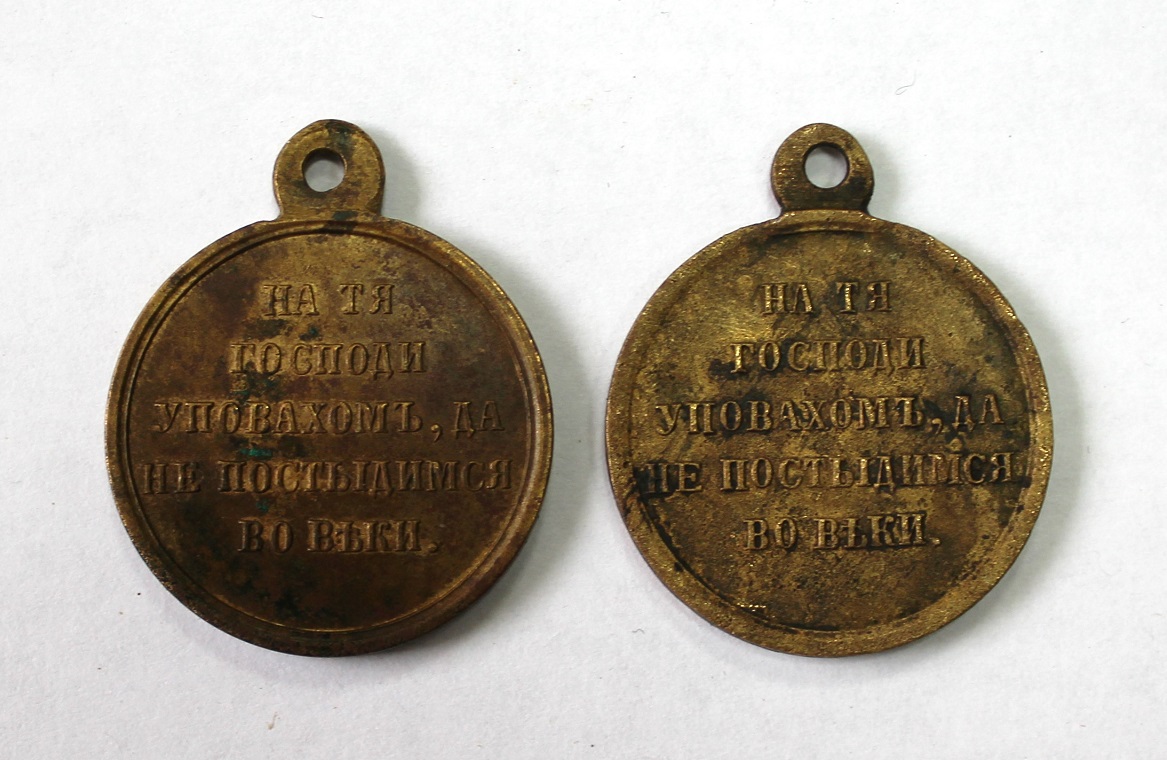 НА ТЯ
ГОСПОДИ
УПОВАХОМЪ, ДА
НЕ ПОСТЫДИМСЯ
ВО ВѢКИ.
НА ТЯ
ГОСПОДИ
УПОВАХОМЪ, ДА
НЕ ПОСТЫДИМСЯ
ВО ВѢКИ.